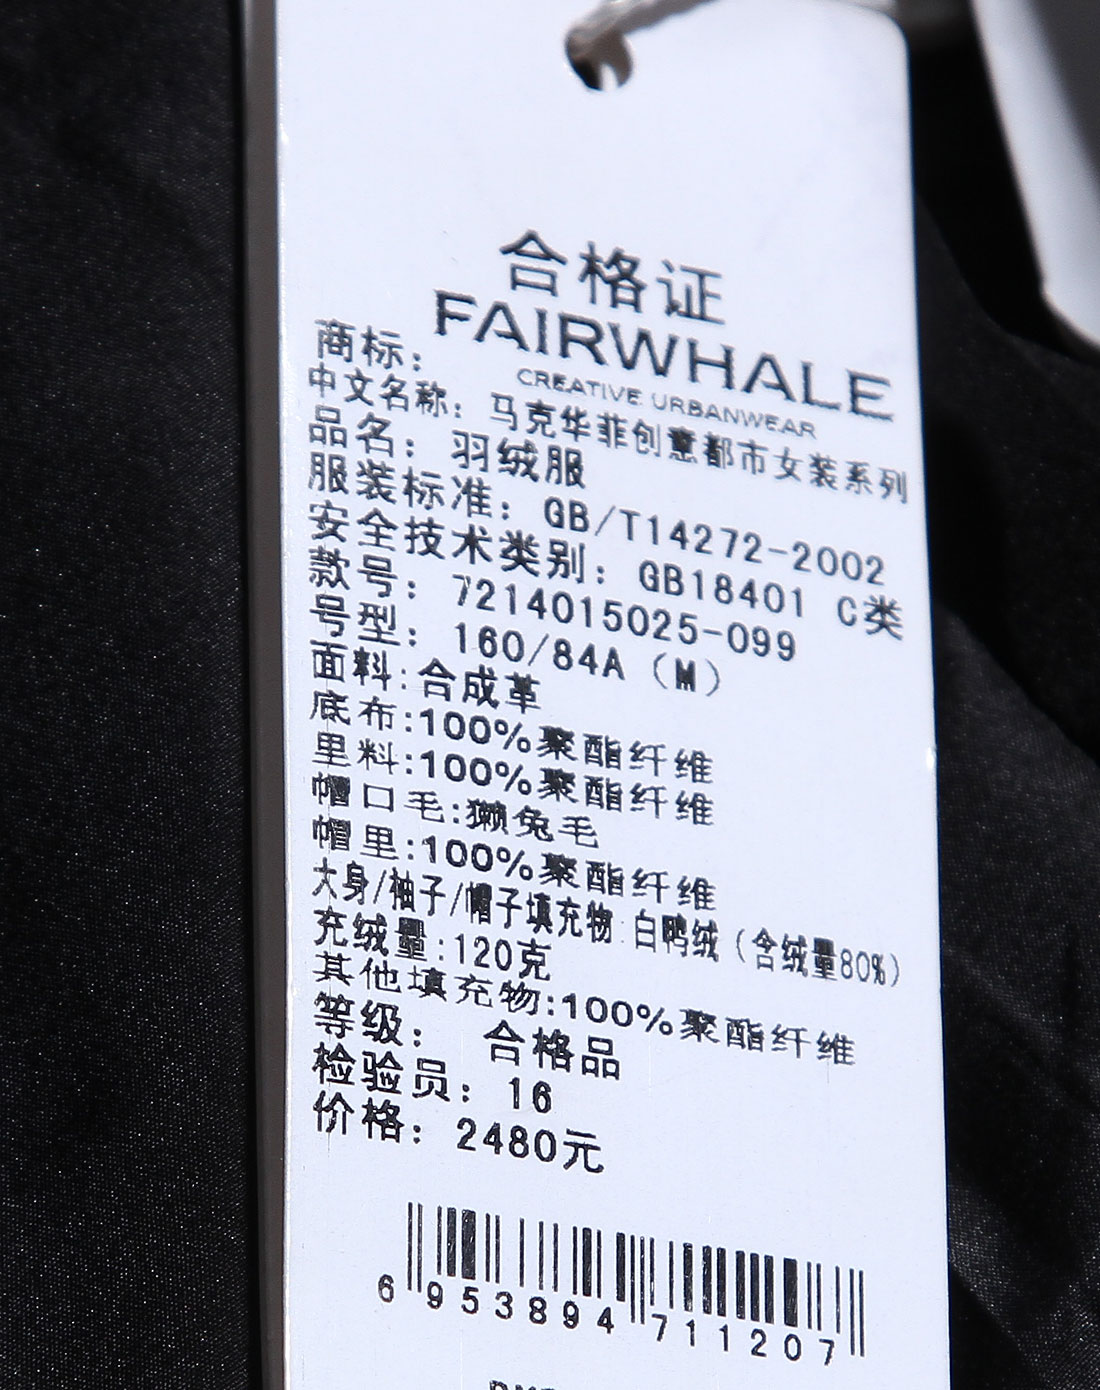 合格证
商标： FAIRWHALE
CREATIVE URBANWEAR
中文名称：马克华菲创意都市女装系列
品名： 羽绒服
服装标准： GB/T14272-2002
安全技术类别： GB18401 C类
款号： 7214015025-099
号型： 160/84A（M）
面料:合成革
底布:100%聚酯纤维
里料:100%聚酯纤维
帽口毛:獭兔毛
帽里:100%聚酯纤维
大身/袖子/帽子填充物:白鸭绒（含绒量80%）
充绒量:120克
其他填充物:100%聚酯纤维
等级： 合格品
检验员： 16
价格： 2480元
6 953894 711207